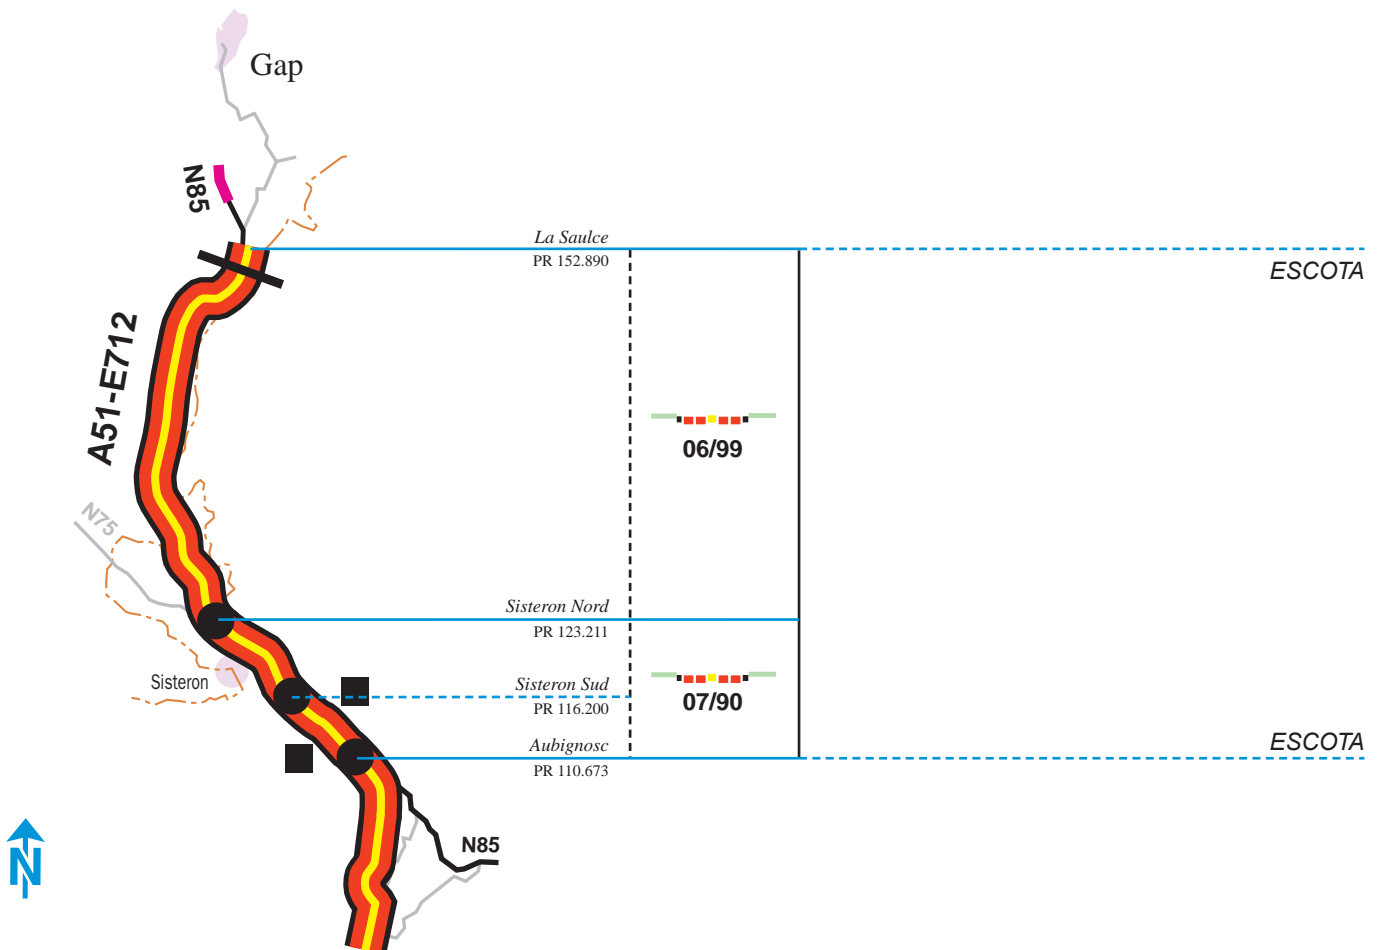 Gap
N85
La Saulce
PR 152.890
ESCOTA
A51-E712
06/99
N75
Sisteron Nord
PR 123.211
Sisteron
Sisteron Sud
PR 116.200
07/90
Aubignosc
PR 110.673
ESCOTA
N85
N